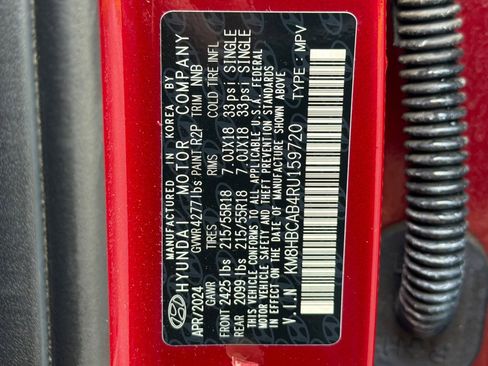 MANUFACTURED IN KOREA BY
HYUNDAI MOTOR COMPANY
APR/2024 GVWR 4277 lbs PAINT R2P TRIM NNB
GAWR TIRES RIMS COLD TIRE INFL
FRONT 2425 lbs 215/55R18 7.0JX18 33 psi SINGLE
REAR 2099 lbs 215/55R18 7.0JX18 33 psi SINGLE
THIS VEHICLE CONFORMS TO ALL APPLICABLE U.S.A. FEDERAL
MOTOR VEHICLE SAFETY AND THEFT PREVENTION STANDARDS
IN EFFECT ON THE DATE OF MANUFACTURE SHOWN ABOVE
V.I.N KM8HBCAB4RU159720 TYPE : MPV